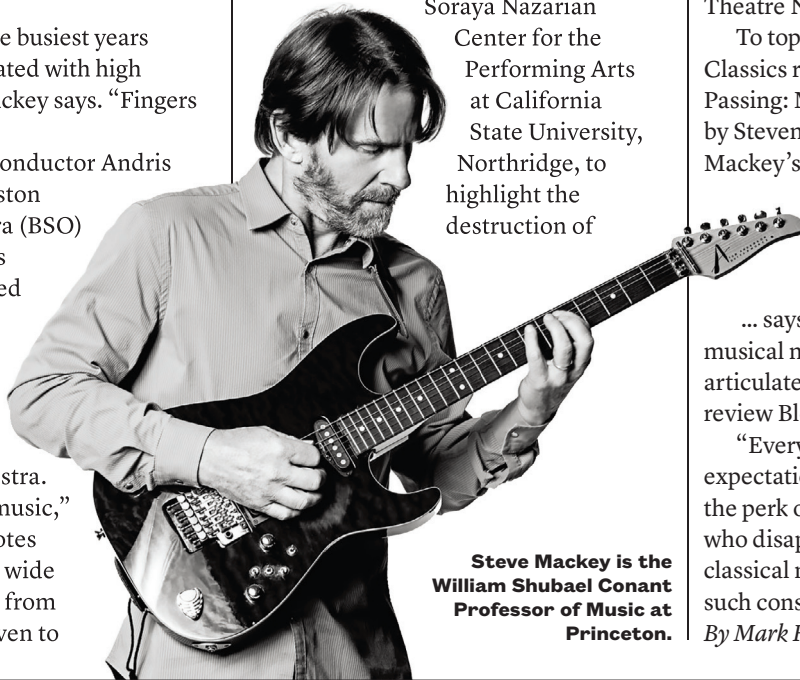 e busiest years
ated with high
ckey says. “Fingers
onductor Andris
ston
ra (BSO)
s
ed
stra.
music,”
otes
wide
from
ven to
Soraya Nazarian
Center for the
Performing Arts
at California
State University,
Northridge, to
highlight the
destruction of
Steve Mackey is the
William Shubael Conant
Professor of Music at
Princeton.
Theatre N
To top
Classics r
Passing: M
by Steven
Mackey’s
... says
musical m
articulate
review Bl
“Every
expectatio
the perk o
who disap
classical m
such cons
By Mark